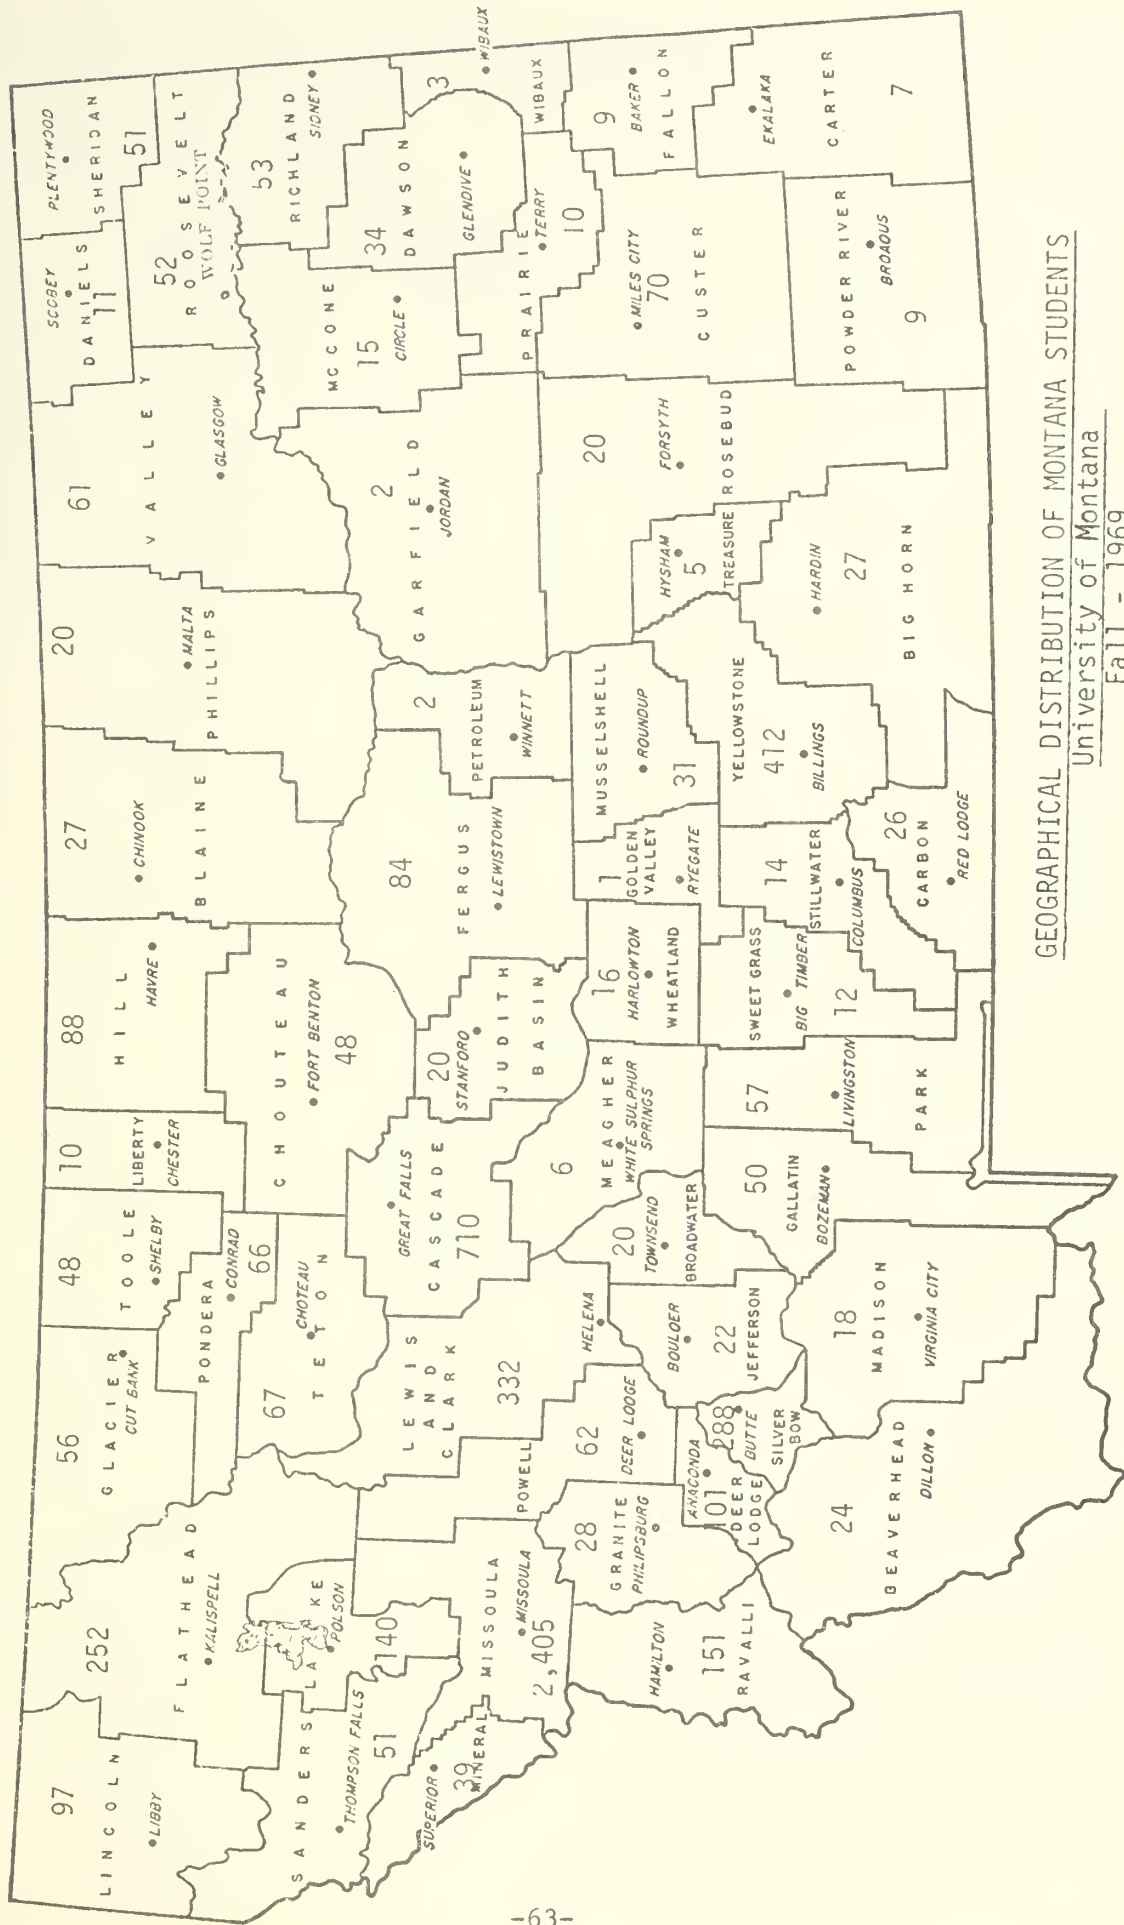 97
LINCOLN
LIBBY
252
FLATHEAD
KALISPELL
56
GLACIER
CUT BANK
48
TOOLE
SHELBY
10
LIBERTY
CHESTER
88
HILL
HAVRE
27
CHINOOK
BLAINE
20
MALTA
PHILLIPS
61
VALLEY
GLASGOW
SCOBEY
DANIELS
11
PLENTYWOOD
SHERIDAN
51
52
ROOSEVELT
WOLF POINT
SANDERS
THOMPSON FALLS
51
LAKE
POLSON
140
PONDERA
CONRAD
66
67
CHOTEAU
TETON
CHOUTEAU
FORT BENTON
48
53
RICHLAND
SIDNEY
MCCONE
15
CIRCLE
34
DAWSON
GLENDIVE
3
WIBAUX
WIBAUX
SUPERIOR
39
MINERAL
MISSOULA
MISSOULA
2,405
POWELL
62
DEER LODGE
LEWIS
AND
CLARK
332
HELENA
GREAT FALLS
CASCADE
710
20
STANFORD
JUDITH
BASIN
84
FERGUS
LEWISTOWN
2
PETROLEUM
WINNETT
2
GARFIELD
JORDAN
PRAIRIE
TERRY
10
9
BAKER
FALLON
28
GRANITE
PHILIPSBURG
HAMILTON
151
RAVALLI
ANACONDA
101
DEER
LODGE
288
BUTTE
SILVER
BOW
BOULDER
22
JEFFERSON
20
TOWNSEND
BROADWATER
6
MEAGHER
WHITE SULPHUR
SPRINGS
16
HARLOWTON
WHEATLAND
1
GOLDEN
VALLEY
RYEGATE
MUSSELSHELL
ROUNDUP
31
HYSHAM
5
TREASURE
20
FORSYTH
ROSEBUD
MILES CITY
70
CUSTER
EKALAKA
CARTER
7
24
BEAVERHEAD
DILLON
18
MADISON
VIRGINIA CITY
50
GALLATIN
BOZEMAN
57
LIVINGSTON
PARK
SWEET GRASS
BIG TIMBER
12
14
STILLWATER
COLUMBUS
YELLOWSTONE
412
BILLINGS
26
CARBON
RED LODGE
HARDIN
27
BIG HORN
POWDER RIVER
BROADUS
9
GEOGRAPHICAL DISTRIBUTION OF MONTANA STUDENTS
University of Montana
Fall - 1969
-63-